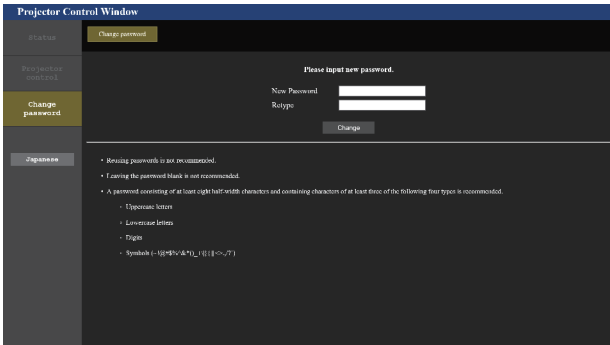 Projector Control Window
Status
Change password
Projector
control
Please input new password.
New Password
Retype
Change
Change
password
Japanese
• Reusing passwords is not recommended.
• Leaving the password blank is not recommended.
• A password consisting of at least eight half-width characters and containing characters of at least three of the following four types is recommended.
◦ Uppercase letters
◦ Lowercase letters
◦ Digits
◦ Symbols